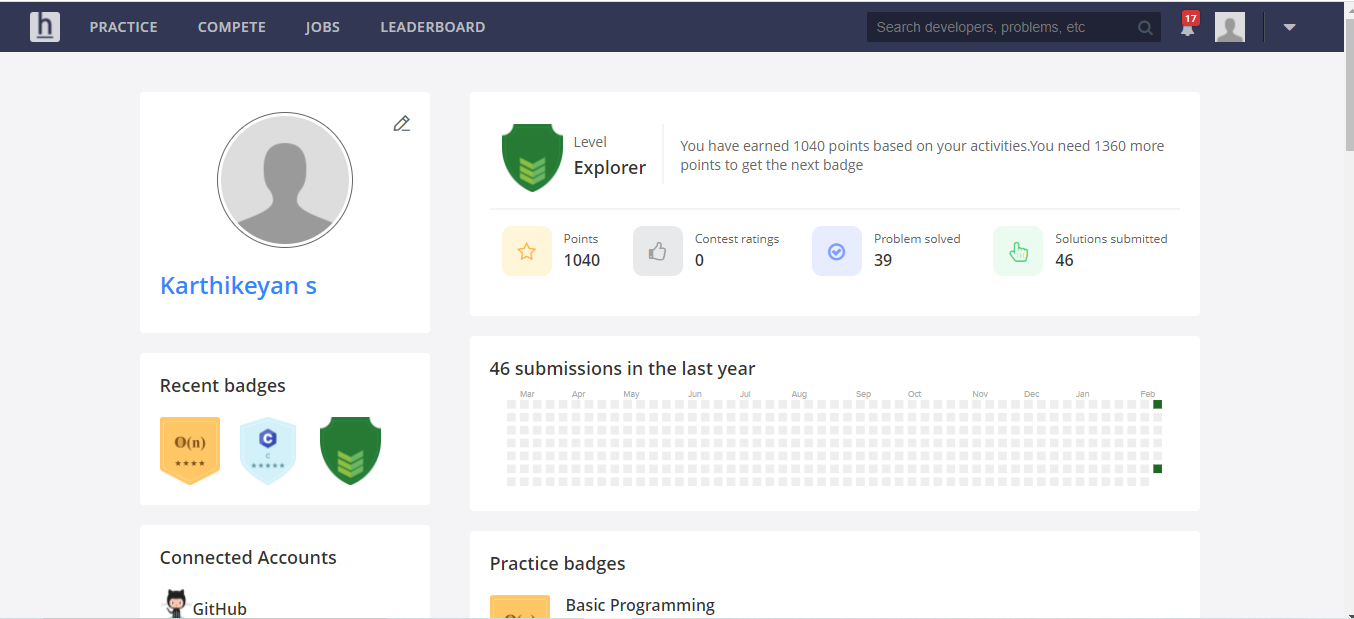 h PRACTICE COMPETE JOBS LEADERBOARD Search developers, problems, etc 17
Karthikeyan s
Level
Explorer
You have earned 1040 points based on your activities.You need 1360 more
points to get the next badge
Points
1040
Contest ratings
0
Problem solved
39
Solutions submitted
46
Recent badges
O(n)
C
C
46 submissions in the last year
Mar Apr May Jun Jul Aug Sep Oct Nov Dec Jan Feb
Connected Accounts
GitHub
Practice badges
Basic Programming